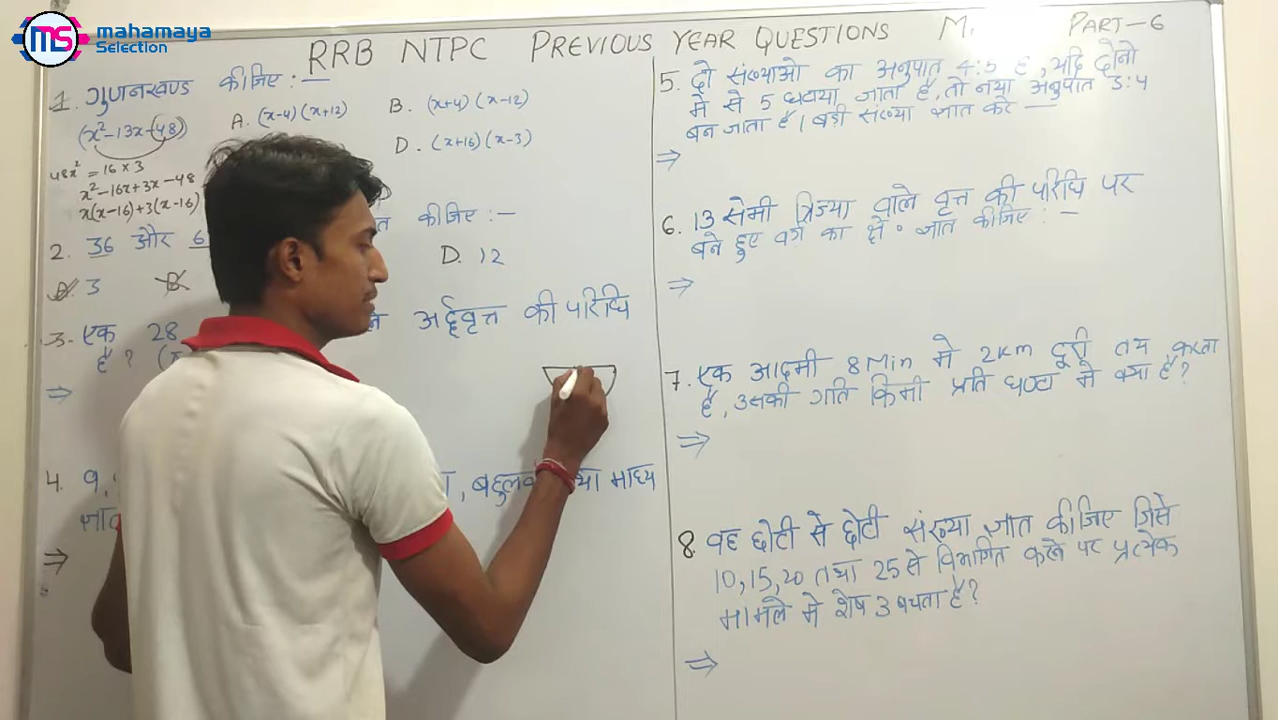 mahamaya
Selection
RRB NTPC PREVIOUS YEAR QUESTIONS M. PART-6
1. गुणनखण्ड कीजिए :—
(x²-13x-48)
A. (x-4)(x+12)
B. (x+4)(x-12)
D. (x+16)(x-3)
48x² = 16 x 3
x²-16x+3x-48
x(x-16)+3(x-16)
2. 36 और 6
कीजिए :—
A. 3
B.
D. 12
3. एक 28
अर्द्धवृत्त की परिधि
है? (π
⇒
4. 9,
, बहुलक
माध्य
⇒
5. दो संख्याओ का अनुपात 4:5 है, यदि दोनो
मे से 5 घटाया जाता है, तो नया अनुपात 3:4
बन जाता है। बड़ी संख्या ज्ञात करे —
⇒
6. 13 सेमी त्रिज्या वाले वृत्त की परिधि पर
बने हुए वर्ग का क्षे॰ ज्ञात कीजिए :—
⇒
7. एक आदमी 8 Min मे 2Km दूरी तय करता
है, उसकी गति किमी प्रति घण्टा मे क्या है?
⇒
8. वह छोटी से छोटी संख्या ज्ञात कीजिए जिसे
10,15,20 तथा 25 से विभाजित करने पर प्रत्येक
मामले मे शेष 3 बचता है?
⇒